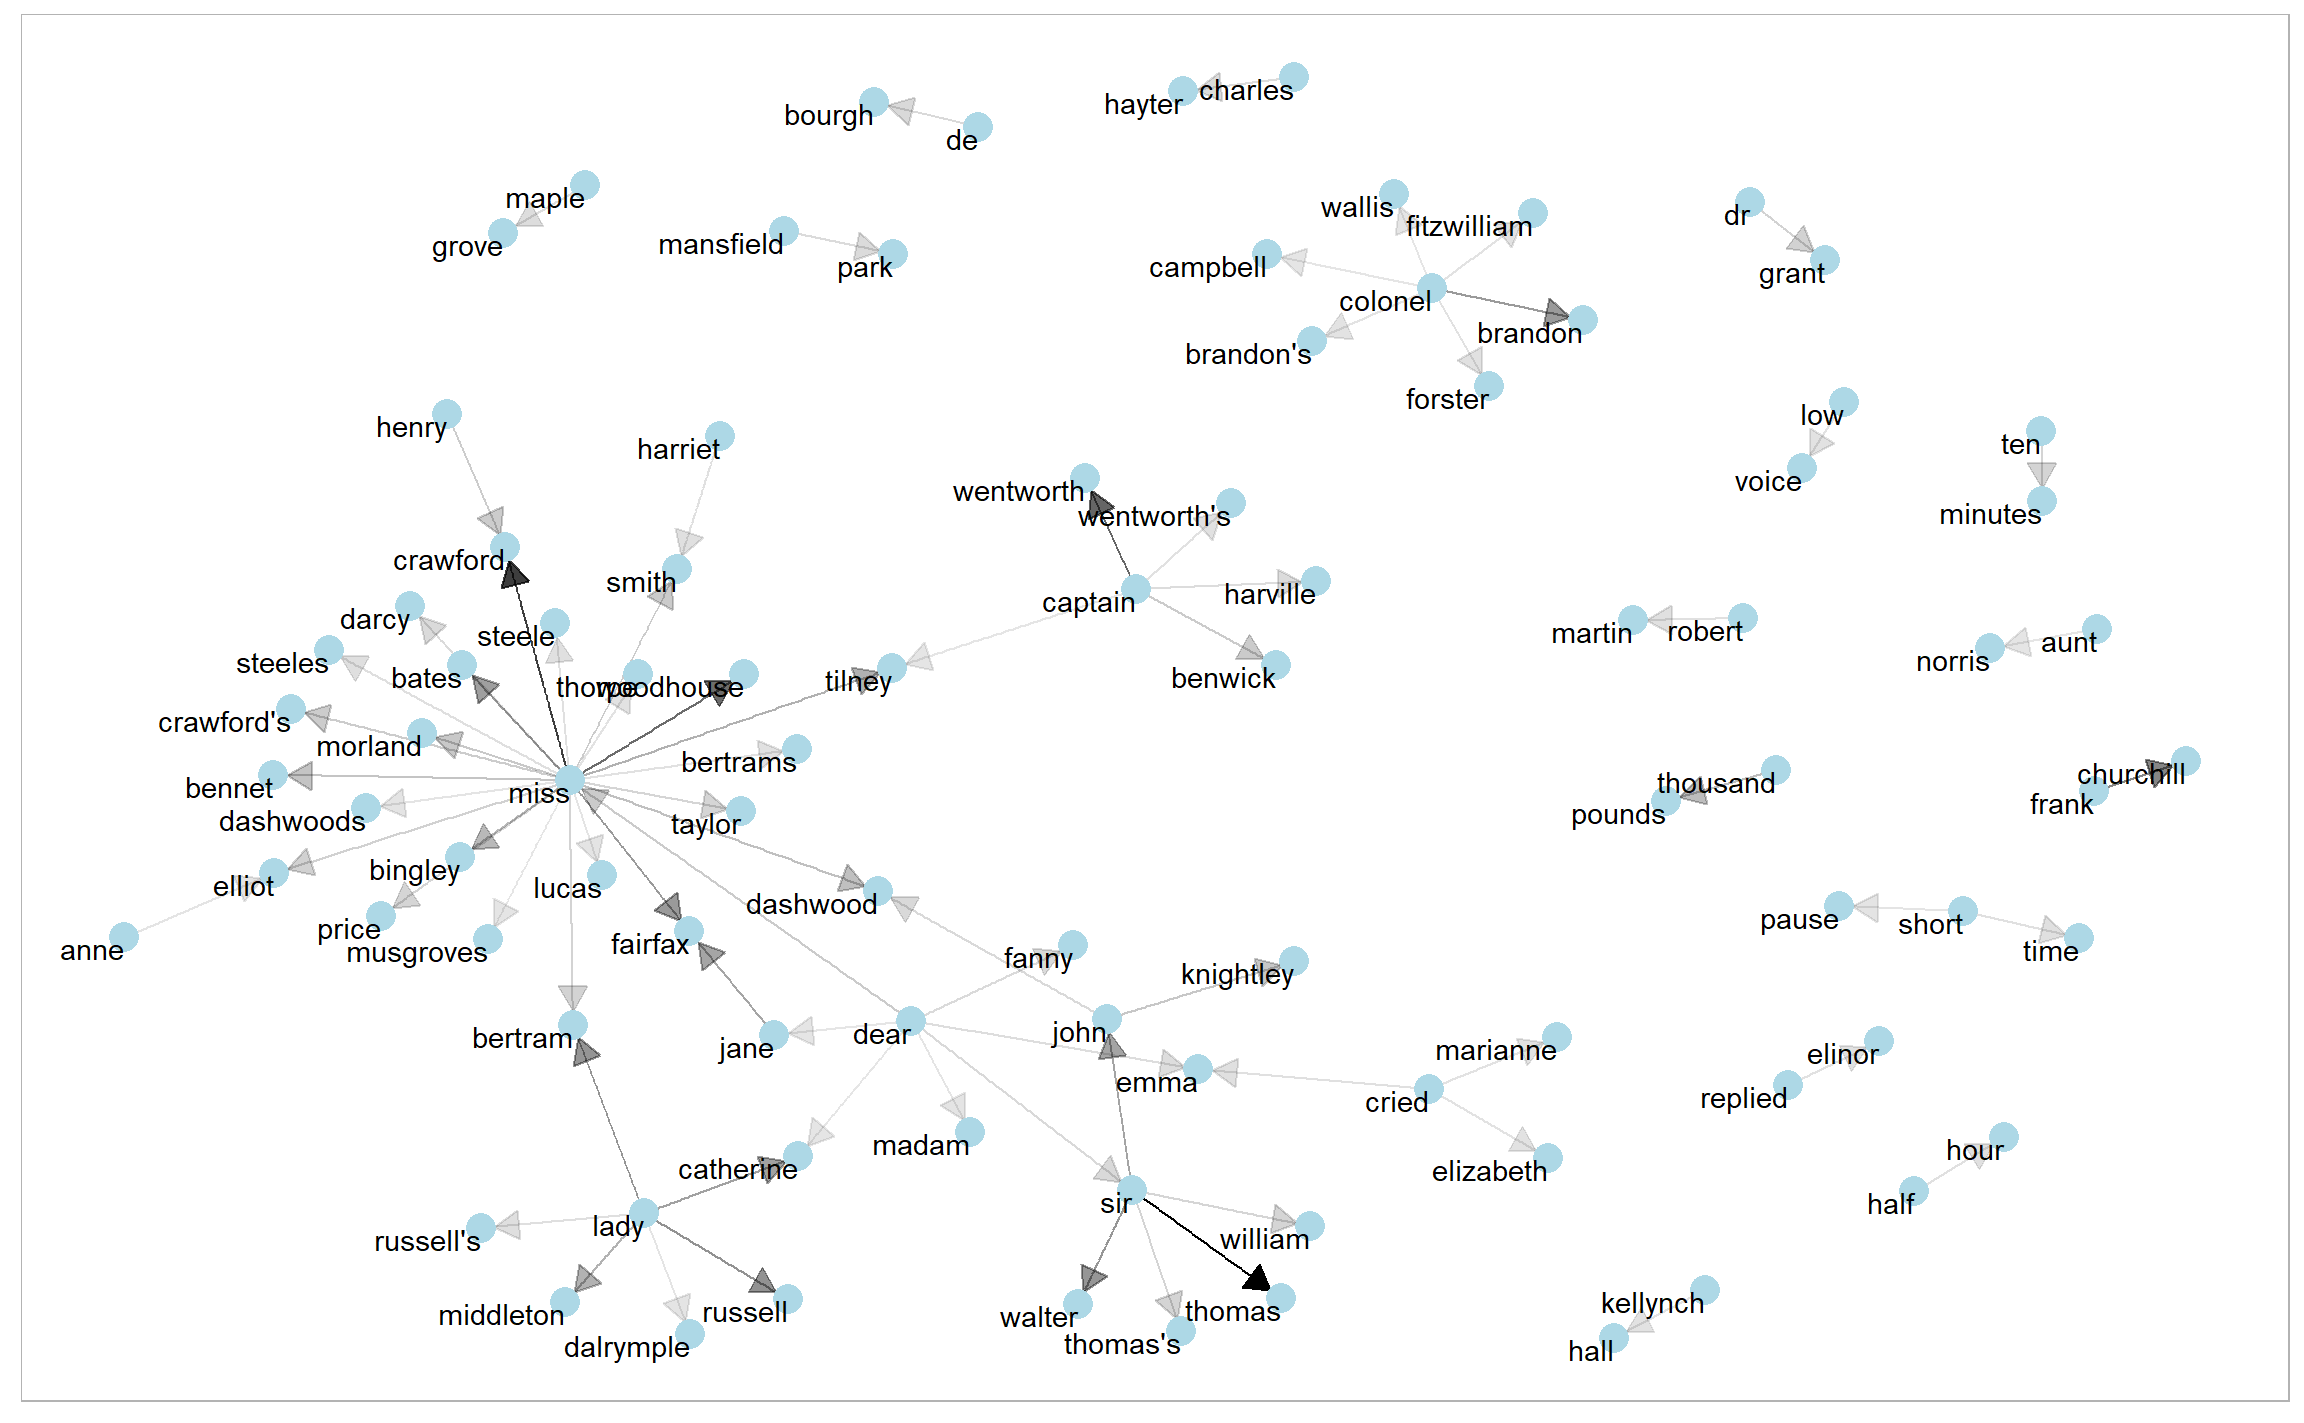 hayter
charles
bourgh
de
maple
grove
mansfield
park
wallis
fitzwilliam
campbell
colonel
brandon
brandon's
forster
dr
grant
henry
harriet
low
voice
ten
minutes
wentworth
wentworth's
crawford
smith
captain
harville
darcy
steele
steeles
bates
thorpe
woodhouse
tilney
benwick
martin
robert
norris
aunt
crawford's
morland
bertrams
bennet
miss
dashwoods
taylor
thousand
pounds
churchill
frank
elliot
bingley
lucas
dashwood
price
musgroves
fairfax
anne
fanny
knightley
pause
short
time
bertram
jane
dear
john
emma
marianne
cried
elinor
replied
catherine
madam
elizabeth
hour
half
russell's
lady
sir
william
middleton
russell
dalrymple
walter
thomas's
thomas
kellynch
hall